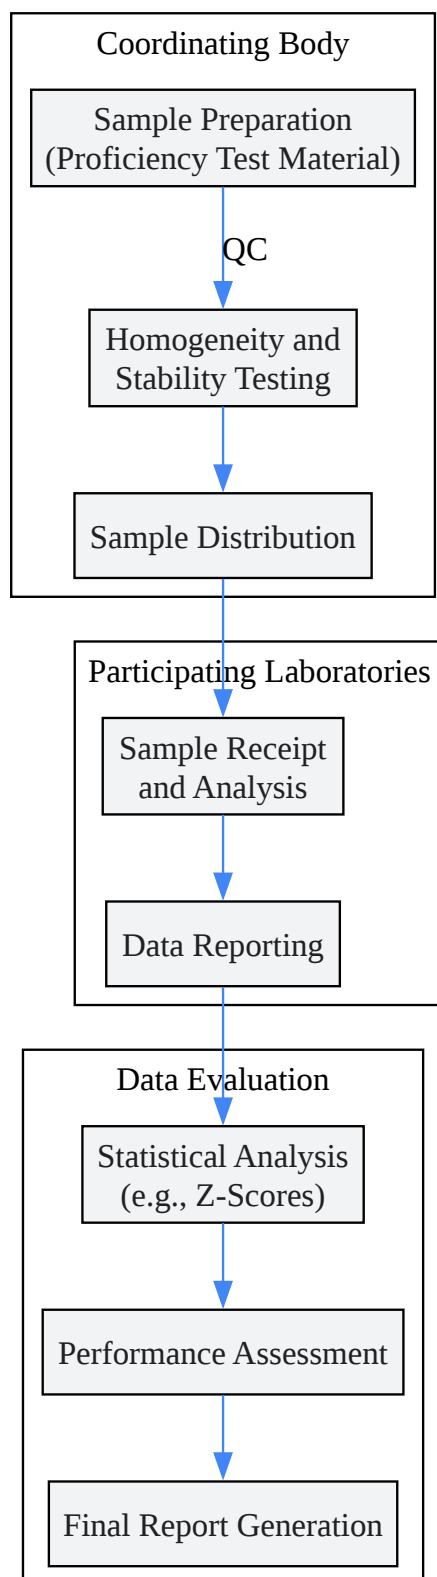 Coordinating Body
Sample Preparation
(Proficiency Test Material)
QC
Homogeneity and
Stability Testing
Sample Distribution
Participating Laboratories
Sample Receipt
and Analysis
Data Reporting
Data Evaluation
Statistical Analysis
(e.g., Z-Scores)
Performance Assessment
Final Report Generation